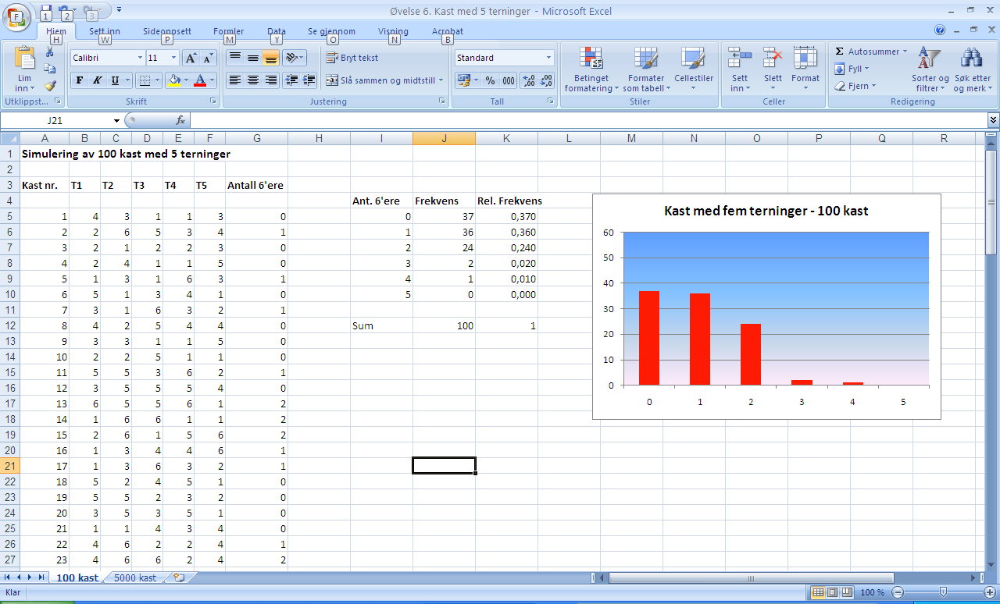 Øvelse 6. Kast med 5 terninger - Microsoft Excel
F 1 2 3
Hjem Sett inn Sideoppsett Formler Data Se gjennom Visning Acrobat
H W P M Y O N B
Calibri 11 Bryt tekst Standard
Lim inn F K U Slå sammen og midtstill % 000
Betinget formatering Formater som tabell Cellestiler
Sett inn Slett Format
Σ Autosummer
Fyll
Fjern
Sorter og filtrer Søk etter og merk
Utklippst... Skrift Justering Tall Stiler Celler Redigering
J21 fx
A B C D E F G H I J K L M N O P Q R
1 Simulering av 100 kast med 5 terninger
2
3 Kast nr. T1 T2 T3 T4 T5 Antall 6'ere
4 Ant. 6'ere Frekvens Rel. Frekvens
5 1 4 3 1 1 3 0 0 37 0,370
6 2 2 6 5 3 4 1 1 36 0,360
7 3 2 1 2 2 3 0 2 24 0,240
8 4 2 4 1 1 5 0 3 2 0,020
9 5 1 3 1 6 3 1 4 1 0,010
10 6 5 1 3 4 1 0 5 0 0,000
11 7 3 1 6 3 2 1
12 8 4 2 5 4 4 0 Sum 100 1
13 9 3 3 1 1 5 0
14 10 2 2 5 1 1 0
15 11 5 5 3 6 2 1
16 12 3 5 5 5 4 0
17 13 6 5 5 6 1 2
18 14 1 6 6 1 1 2
19 15 2 6 1 5 6 2
20 16 1 3 4 4 6 1
21 17 1 3 6 3 2 1
22 18 5 2 4 5 1 0
23 19 5 5 2 3 2 0
24 20 3 5 3 5 1 0
25 21 1 1 4 3 4 0
26 22 4 6 2 2 4 1
27 23 4 6 6 2 4 2
Kast med fem terninger - 100 kast
60
50
40
30
20
10
0
0 1 2 3 4 5
100 kast 5000 kast
Klar 100 %